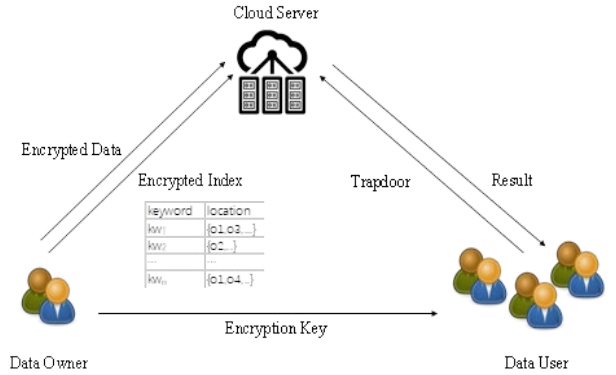 Cloud Server
Encrypted Data
Encrypted Index
Trapdoor
Result
keyword location
kw₁ {o1,o3,...}
kw₂ {o2,...}
... ...
kwₙ {o1,o4,..}
Encryption Key
Data Owner
Data User